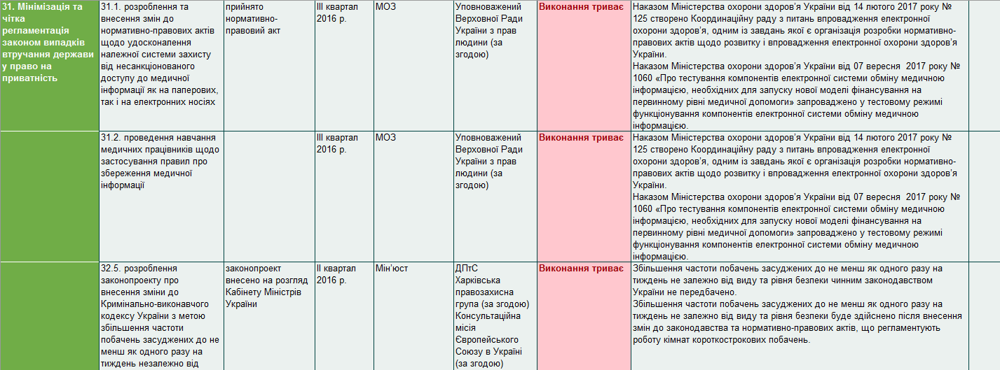 31. Мінімізація та
чітка
регламентація
законом випадків
втручання держави
у право на
приватність
31.1. розроблення та
внесення змін до
нормативно-правових актів
щодо удосконалення
належної системи захисту
від несанкціонованого
доступу до медичної
інформації як на паперових,
так і на електронних носіях
прийнято
нормативно-
правовий акт
III квартал
2016 р.
МОЗ
Уповноважений
Верховної Ради
України з прав
людини (за
згодою)
Виконання триває
Наказом Міністерства охорони здоров’я України від 14 лютого 2017 року №
125 створено Координаційну раду з питань впровадження електронної
охорони здоров’я, одним із завдань якої є організація розробки нормативно-
правових актів щодо розвитку і впровадження електронної охорони здоров’я
України.
Наказом Міністерства охорони здоров’я України від 07 вересня  2017 року №
1060 «Про тестування компонентів електронної системи обміну медичною
інформацією, необхідних для запуску нової моделі фінансування на
первинному рівні медичної допомоги» запроваджено у тестовому режимі
функціонування компонентів електронної системи обміну медичною
інформацією.
31.2. проведення навчання
медичних працівників щодо
застосування правил про
збереження медичної
інформації
III квартал
2016 р.
МОЗ
Уповноважений
Верховної Ради
України з прав
людини (за
згодою)
Виконання триває
Наказом Міністерства охорони здоров’я України від 14 лютого 2017 року №
125 створено Координаційну раду з питань впровадження електронної
охорони здоров’я, одним із завдань якої є організація розробки нормативно-
правових актів щодо розвитку і впровадження електронної охорони здоров’я
України.
Наказом Міністерства охорони здоров’я України від 07 вересня  2017 року №
1060 «Про тестування компонентів електронної системи обміну медичною
інформацією, необхідних для запуску нової моделі фінансування на
первинному рівні медичної допомоги» запроваджено у тестовому режимі
функціонування компонентів електронної системи обміну медичною
інформацією.
32.5. розроблення
законопроекту про
внесення зміни до
Кримінально-виконавчого
кодексу України з метою
збільшення частоти
побачень засуджених до не
менш як одного разу на
тиждень незалежно від
законопроект
внесено на розгляд
Кабінету Міністрів
України
II квартал
2016 р.
Мін’юст
ДПтС
Харківська
правозахисна
група (за згодою)
Консультаційна
місія
Європейського
Союзу в Україні
(за згодою)
Виконання триває
Збільшення частоти побачень засуджених до не менш як одного разу на
тиждень не залежно від виду та рівня безпеки чинним законодавством
України не передбачено.
Збільшення частоти побачень засуджених до не менш як одного разу на
тиждень не залежно від виду та рівня безпеки буде здійснено після внесення
змін до законодавства та нормативно-правових актів, що регламентують
роботу кімнат короткострокових побачень.